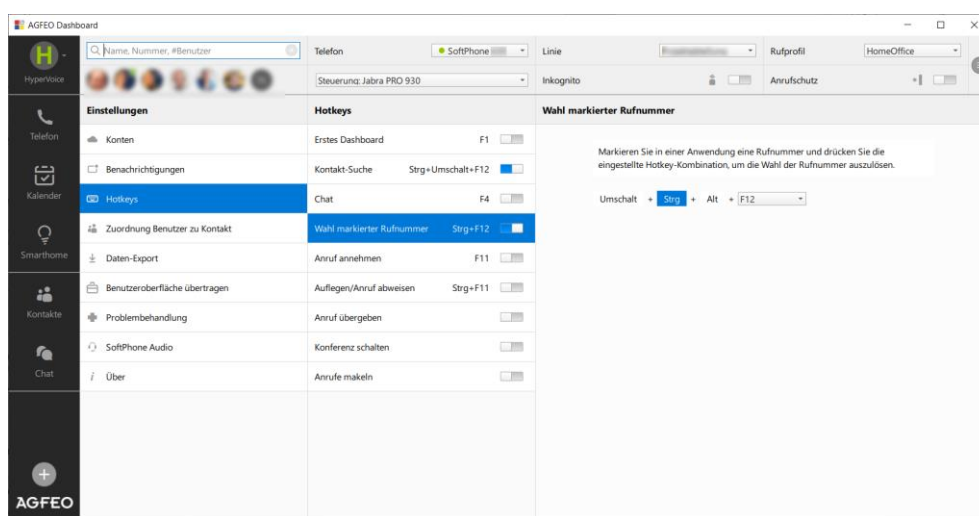 AGFEO Dashboard
H
HyperVoice
Name, Nummer, #Benutzer
Telefon
SoftPhone
Linie
Rufprofil
HomeOffice
Steuerung: Jabra PRO 930
Inkognito
Anrufschutz
Telefon
Kalender
Smarthome
Kontakte
Chat
AGFEO
Einstellungen
Konten
Benachrichtigungen
Hotkeys
Zuordnung Benutzer zu Kontakt
Daten-Export
Benutzeroberfläche übertragen
Problembehandlung
SoftPhone Audio
i Über
Hotkeys
Erstes Dashboard F1
Kontakt-Suche Strg+Umschalt+F12
Chat F4
Wahl markierter Rufnummer Strg+F12
Anruf annehmen F11
Auflegen/Anruf abweisen Strg+F11
Anruf übergeben
Konferenz schalten
Anrufe makeln
Wahl markierter Rufnummer
Markieren Sie in einer Anwendung eine Rufnummer und drücken Sie die
eingestellte Hotkey-Kombination, um die Wahl der Rufnummer auszulösen.
Umschalt + Strg + Alt + F12